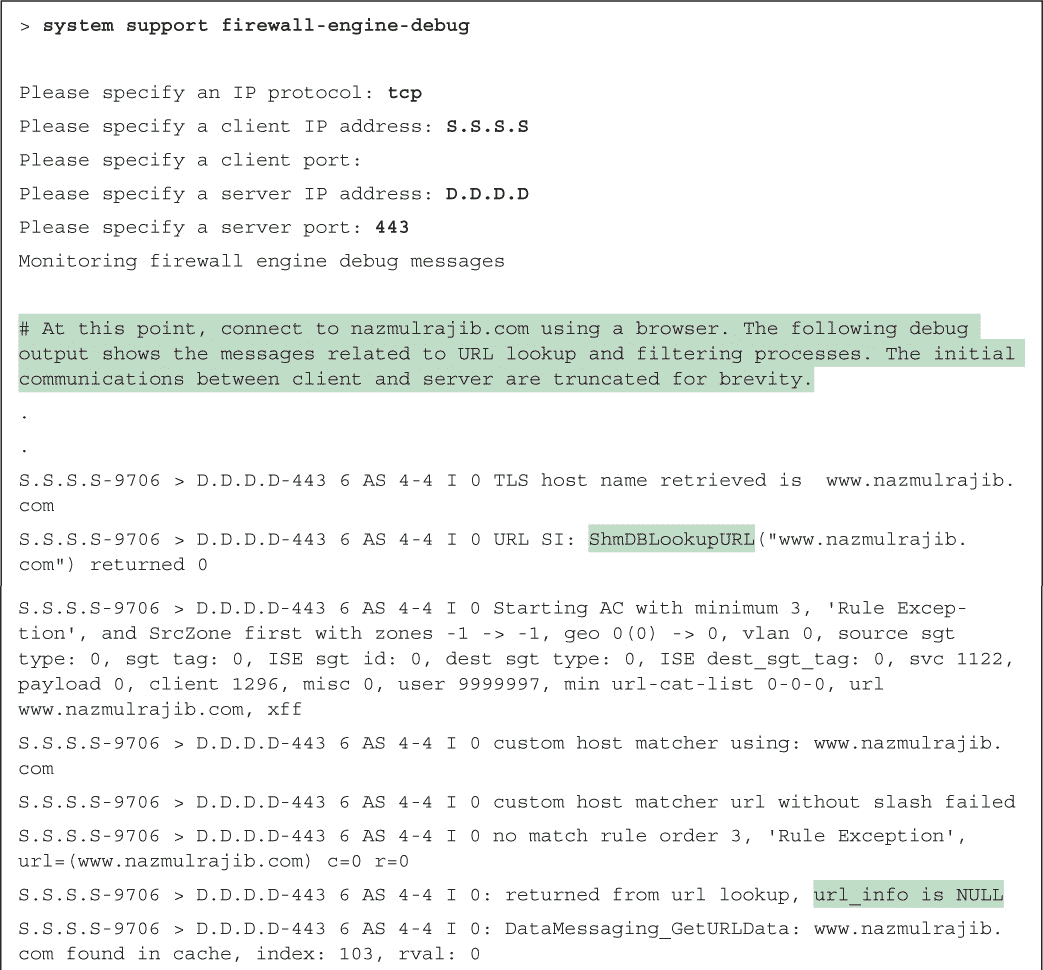 > system support firewall-engine-debug
Please specify an IP protocol: tcp
Please specify a client IP address: S.S.S.S
Please specify a client port:
Please specify a server IP address: D.D.D.D
Please specify a server port: 443
Monitoring firewall engine debug messages
# At this point, connect to nazmulrajib.com using a browser. The following debug
output shows the messages related to URL lookup and filtering processes. The initial
communications between client and server are truncated for brevity.
.
.
S.S.S.S-9706 > D.D.D.D-443 6 AS 4-4 I 0 TLS host name retrieved is  www.nazmulrajib.
com
S.S.S.S-9706 > D.D.D.D-443 6 AS 4-4 I 0 URL SI: ShmDBLookupURL("www.nazmulrajib.
com") returned 0
S.S.S.S-9706 > D.D.D.D-443 6 AS 4-4 I 0 Starting AC with minimum 3, 'Rule Excep-
tion', and SrcZone first with zones -1 -> -1, geo 0(0) -> 0, vlan 0, source sgt
type: 0, sgt tag: 0, ISE sgt id: 0, dest sgt type: 0, ISE dest_sgt_tag: 0, svc 1122,
payload 0, client 1296, misc 0, user 9999997, min url-cat-list 0-0-0, url
www.nazmulrajib.com, xff
S.S.S.S-9706 > D.D.D.D-443 6 AS 4-4 I 0 custom host matcher using: www.nazmulrajib.
com
S.S.S.S-9706 > D.D.D.D-443 6 AS 4-4 I 0 custom host matcher url without slash failed
S.S.S.S-9706 > D.D.D.D-443 6 AS 4-4 I 0 no match rule order 3, 'Rule Exception',
url=(www.nazmulrajib.com) c=0 r=0
S.S.S.S-9706 > D.D.D.D-443 6 AS 4-4 I 0: returned from url lookup, url_info is NULL
S.S.S.S-9706 > D.D.D.D-443 6 AS 4-4 I 0: DataMessaging_GetURLData: www.nazmulrajib.
com found in cache, index: 103, rval: 0